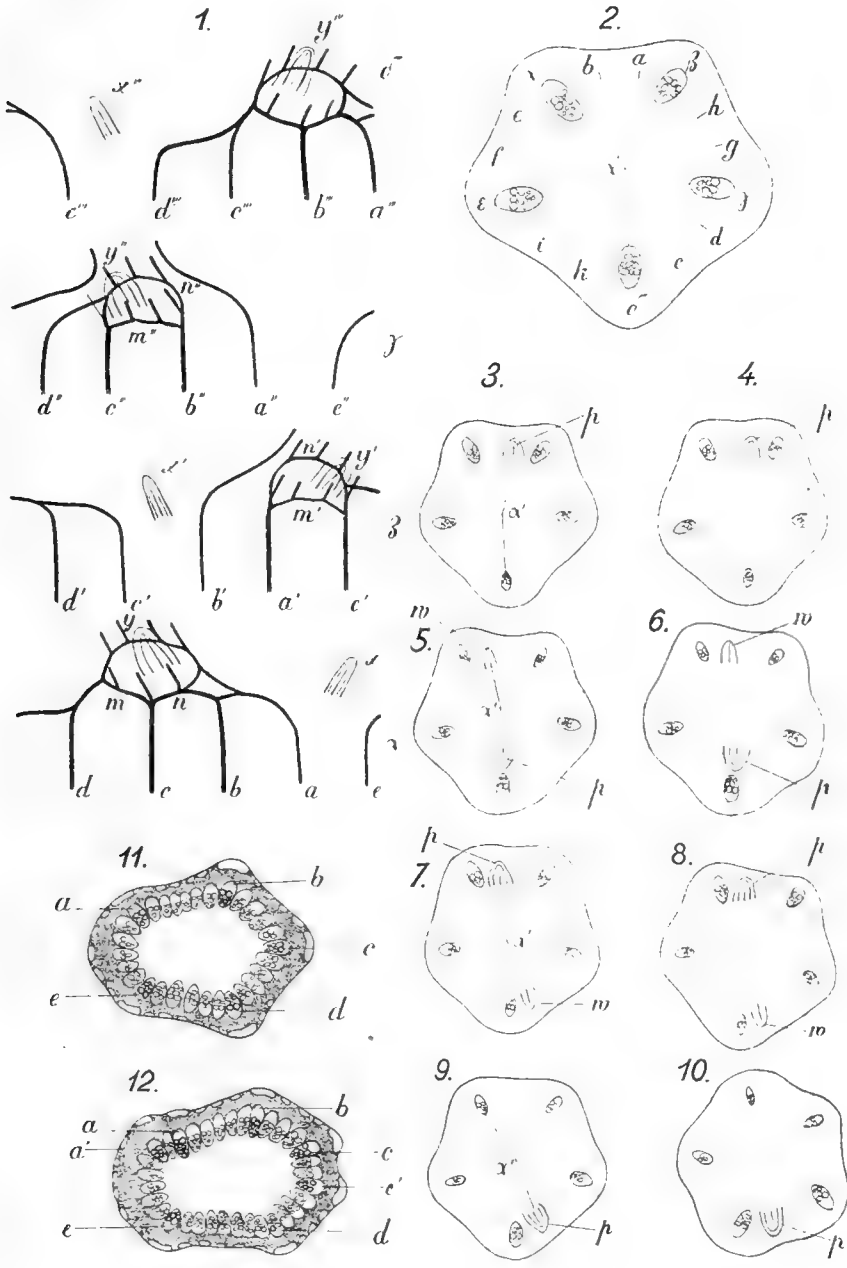 1.
y'''
x'''
c'''
d'''
c'''
b'''
a'''
2.
b
a
h
g
d
c
k
i
f
e
x'
y''
n''
m''
d''
c''
b''
a''
e''
3.
p
x'
4.
p
n'
y'
x'
m'
d'
c'
b'
a'
c'
y
x
m
n
d
c
b
a
e
w
5.
x'
p
6.
w
p
7.
p
x'
w
8.
p
w
11.
a
b
c
d
e
12.
a
a'
b
c
c'
d
e
9.
x''
p
10.
p